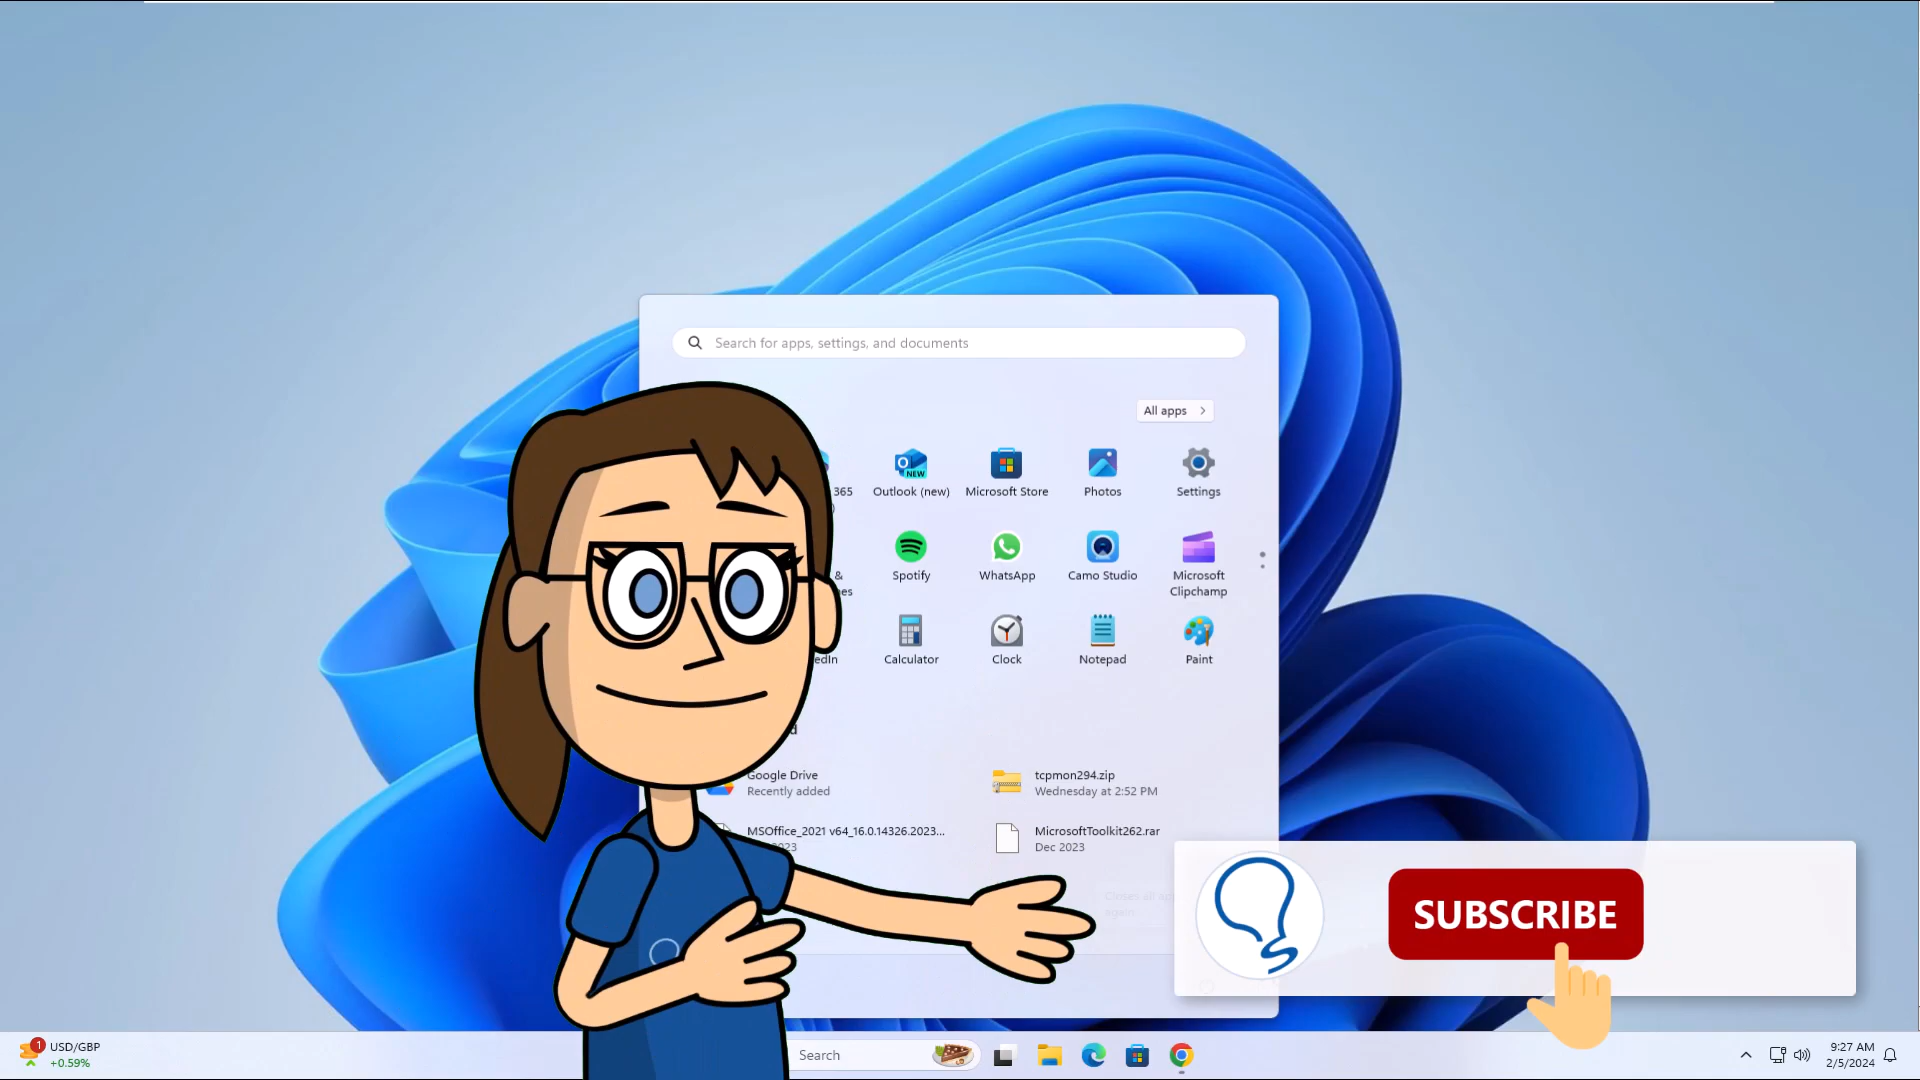 Search for apps, settings, and documents
All apps
365
Outlook (new)
Microsoft Store
Photos
Settings
NEW
&
Spotify
WhatsApp
Camo Studio
Microsoft
Clipchamp
Calculator
Clock
Notepad
Paint
Google Drive
Recently added
tcpmon294.zip
Wednesday at 2:52 PM
MSOffice_2021 v64_16.0.14326.2023...
2023
MicrosoftToolkit262.rar
Dec 2023
SUBSCRIBE
1
USD/GBP
+0.59%
Search
9:27 AM
2/5/2024